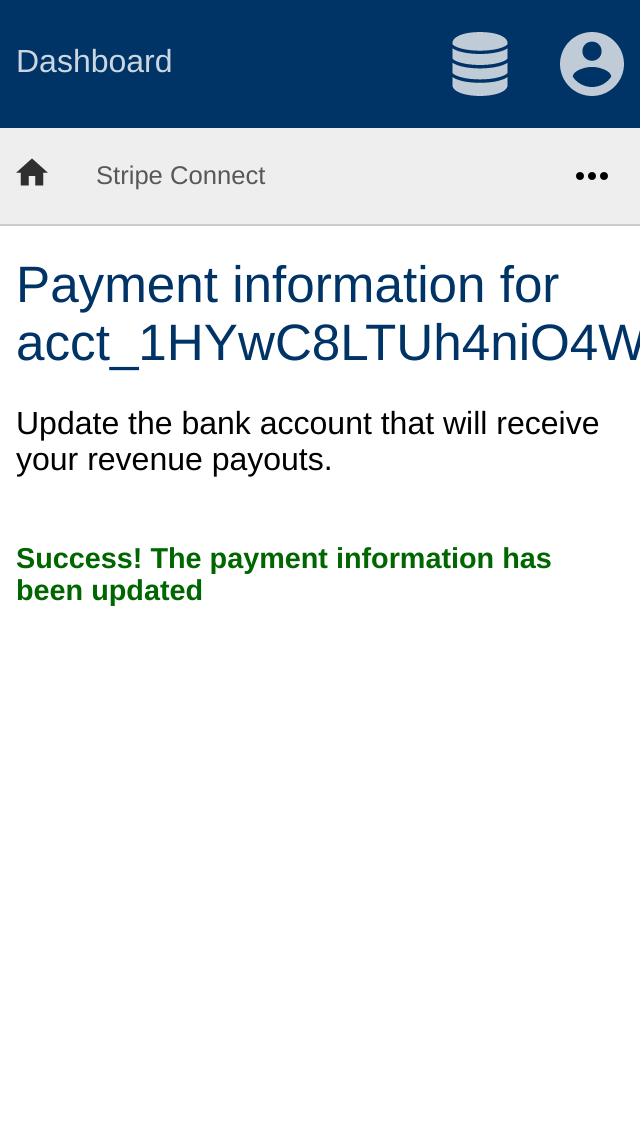 Dashboard
Stripe Connect
Payment information for
acct_1HYwC8LTUh4niO4W
Update the bank account that will receive
your revenue payouts.
Success! The payment information has
been updated